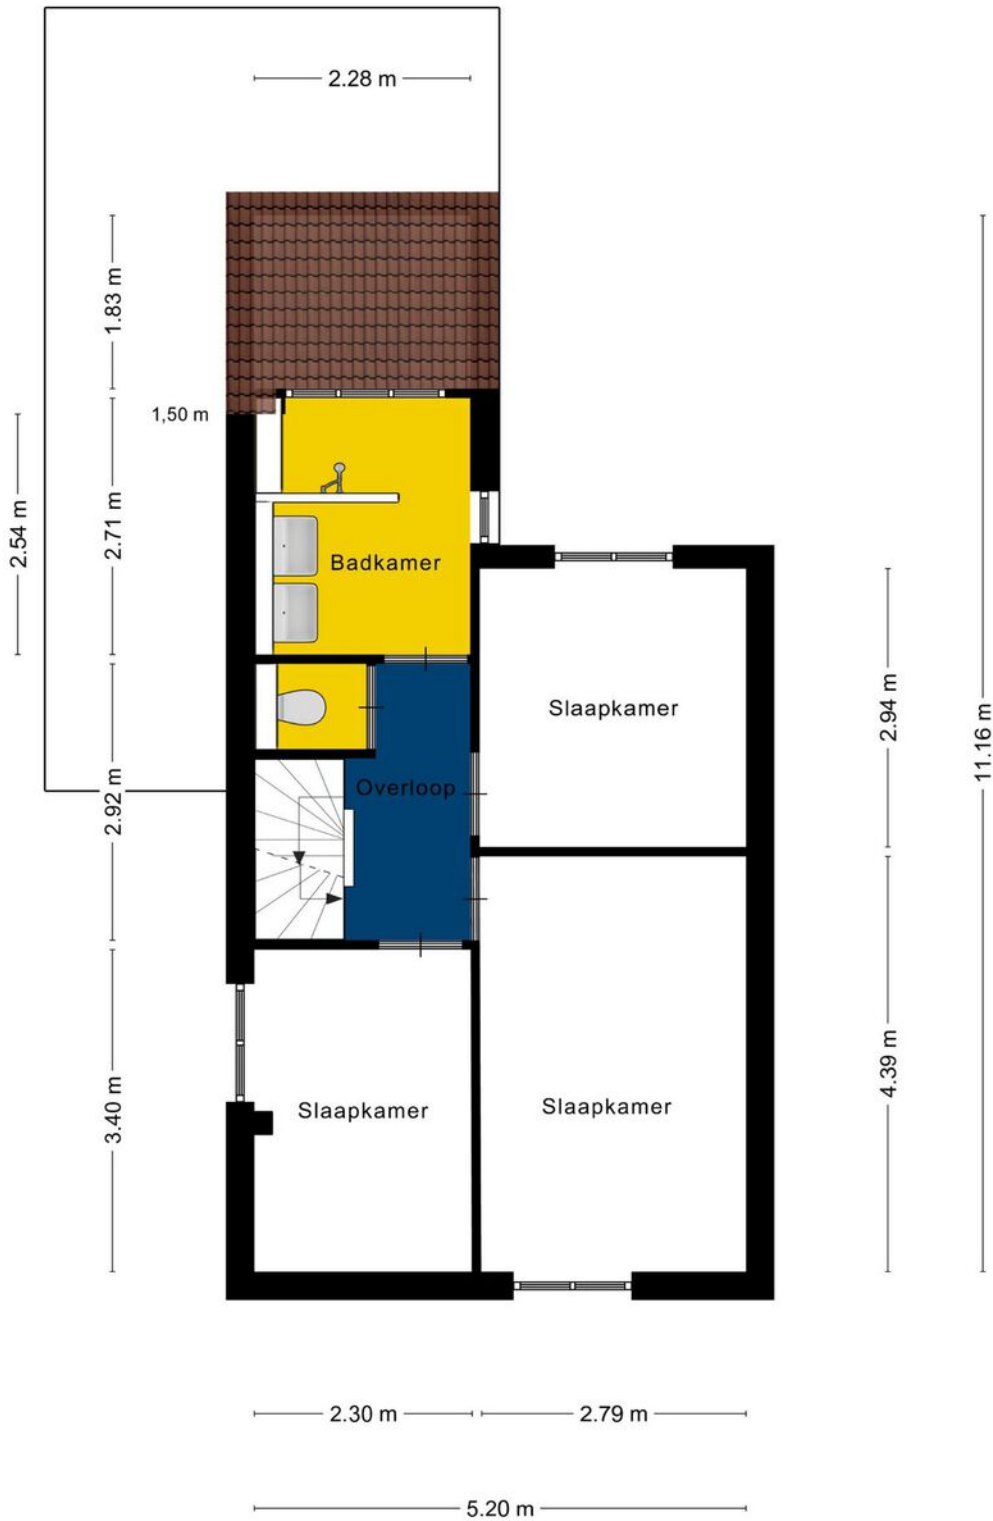 2.28 m
1.83 m
1,50 m
2.54 m
2.71 m
Badkamer
Slaapkamer
2.94 m
11.16 m
Overloop
2.92 m
4.39 m
3.40 m
Slaapkamer
Slaapkamer
2.30 m
2.79 m
5.20 m